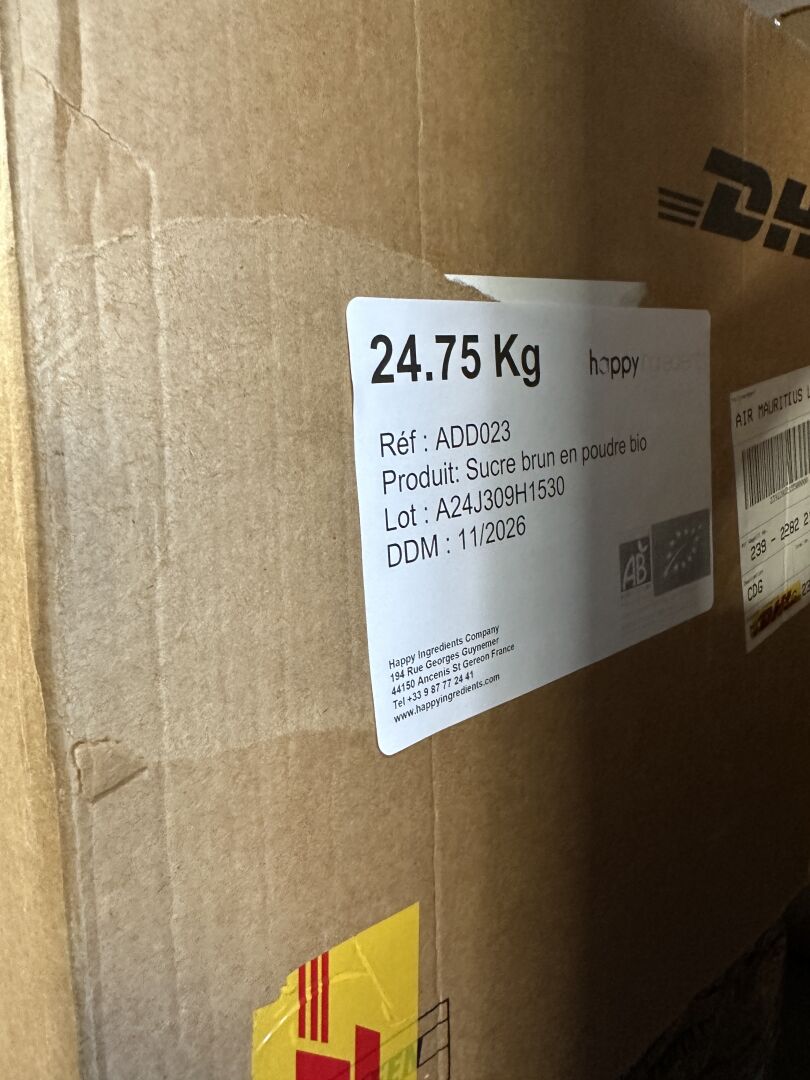 DH
24.75 Kg
happy
Réf : ADD023
Produit: Sucre brun en poudre bio
Lot : A24J309H1530
DDM : 11/2026
AB
Happy Ingredients Company
194 Rue Georges Guynemer
44150 Ancenis St Gereon France
Tel +33 9 87 77 24 41
www.happyingredients.com
AIR MAURITIUS
239 - 2282
CDG